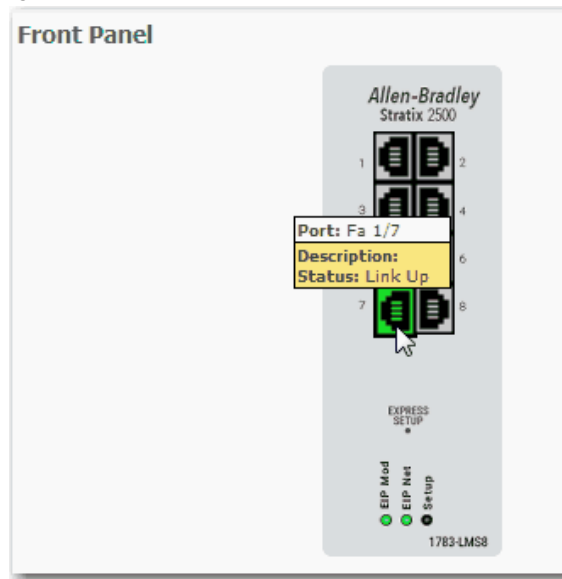 Front Panel
Allen-Bradley
Stratix 2500
1 2
3 4
Port: Fa 1/7
Description:
Status: Link Up
6
7 8
EXPRESS
SETUP
EIP Mod
EIP Net
Setup
1783-LMS8